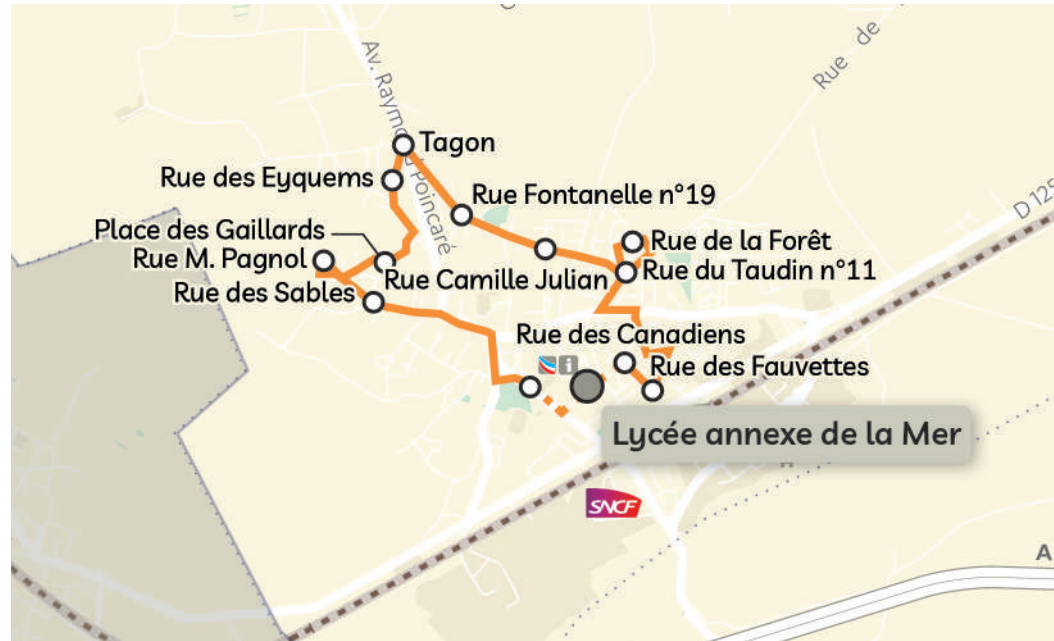 Av. Raymond Poincaré
Rue de
Tagon
Rue des Eyquems
Rue Fontanelle n°19
D 125
Place des Gaillards
Rue de la Forêt
Rue M. Pagnol
Rue Camille Julian
Rue du Taudin n°11
Rue des Sables
Rue des Canadiens
i
Rue des Fauvettes
Lycée annexe de la Mer
SNCF
A